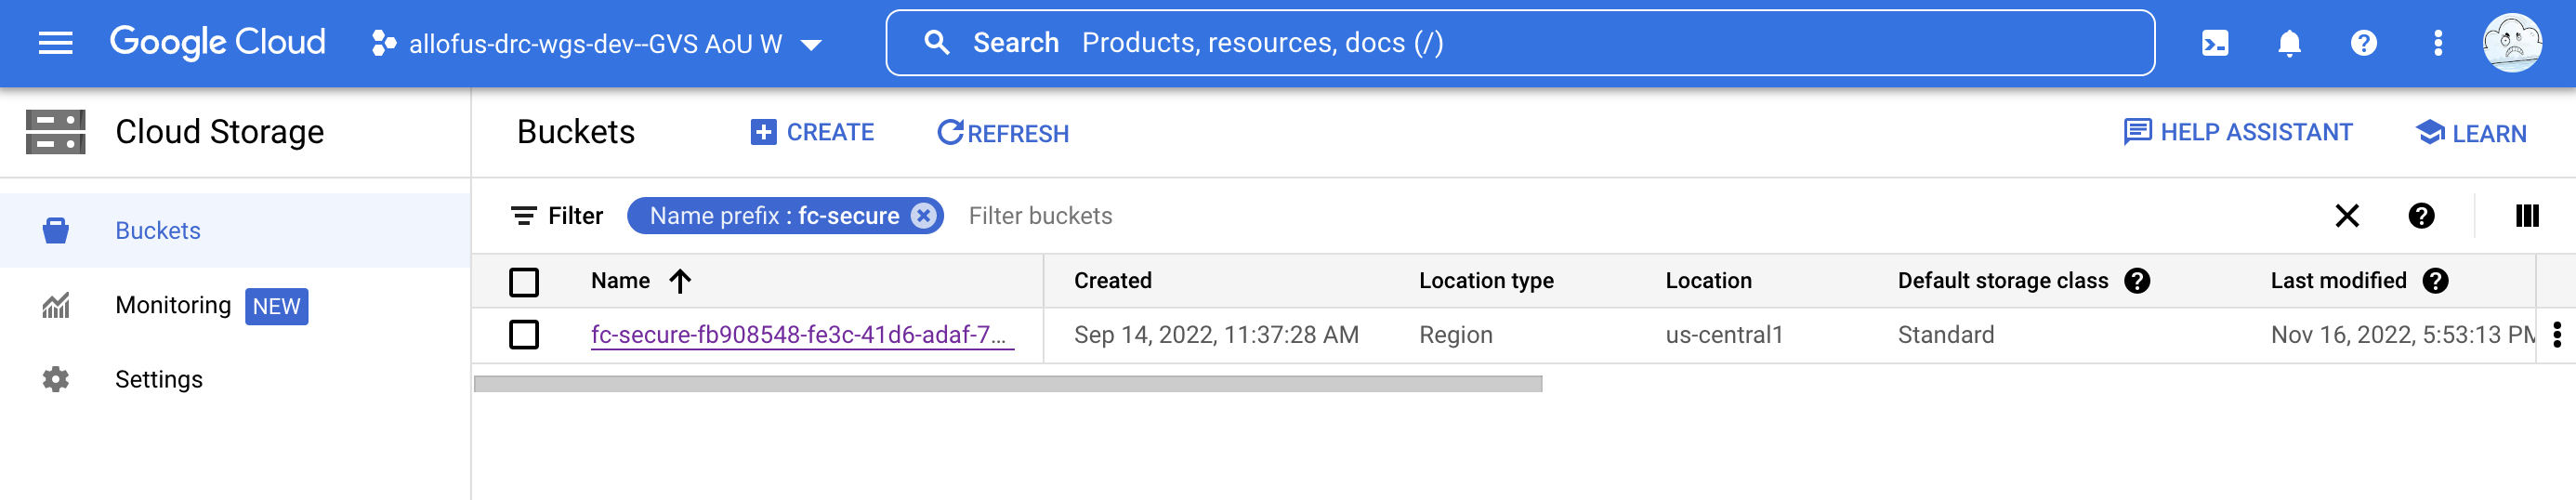 Google Cloud
allofus-drc-wgs-dev--GVS AoU W
Search Products, resources, docs (/)
Cloud Storage
Buckets
CREATE
REFRESH
HELP ASSISTANT
LEARN
Buckets
Monitoring NEW
Settings
Filter Name prefix : fc-secure Filter buckets
Name Created Location type Location Default storage class Last modified
fc-secure-fb908548-fe3c-41d6-adaf-7... Sep 14, 2022, 11:37:28 AM Region us-central1 Standard Nov 16, 2022, 5:53:13 PM